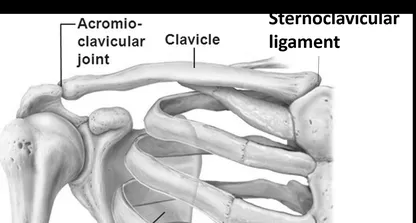 Acromio-
clavicular
joint
Clavicle
Sternoclavicular
ligament